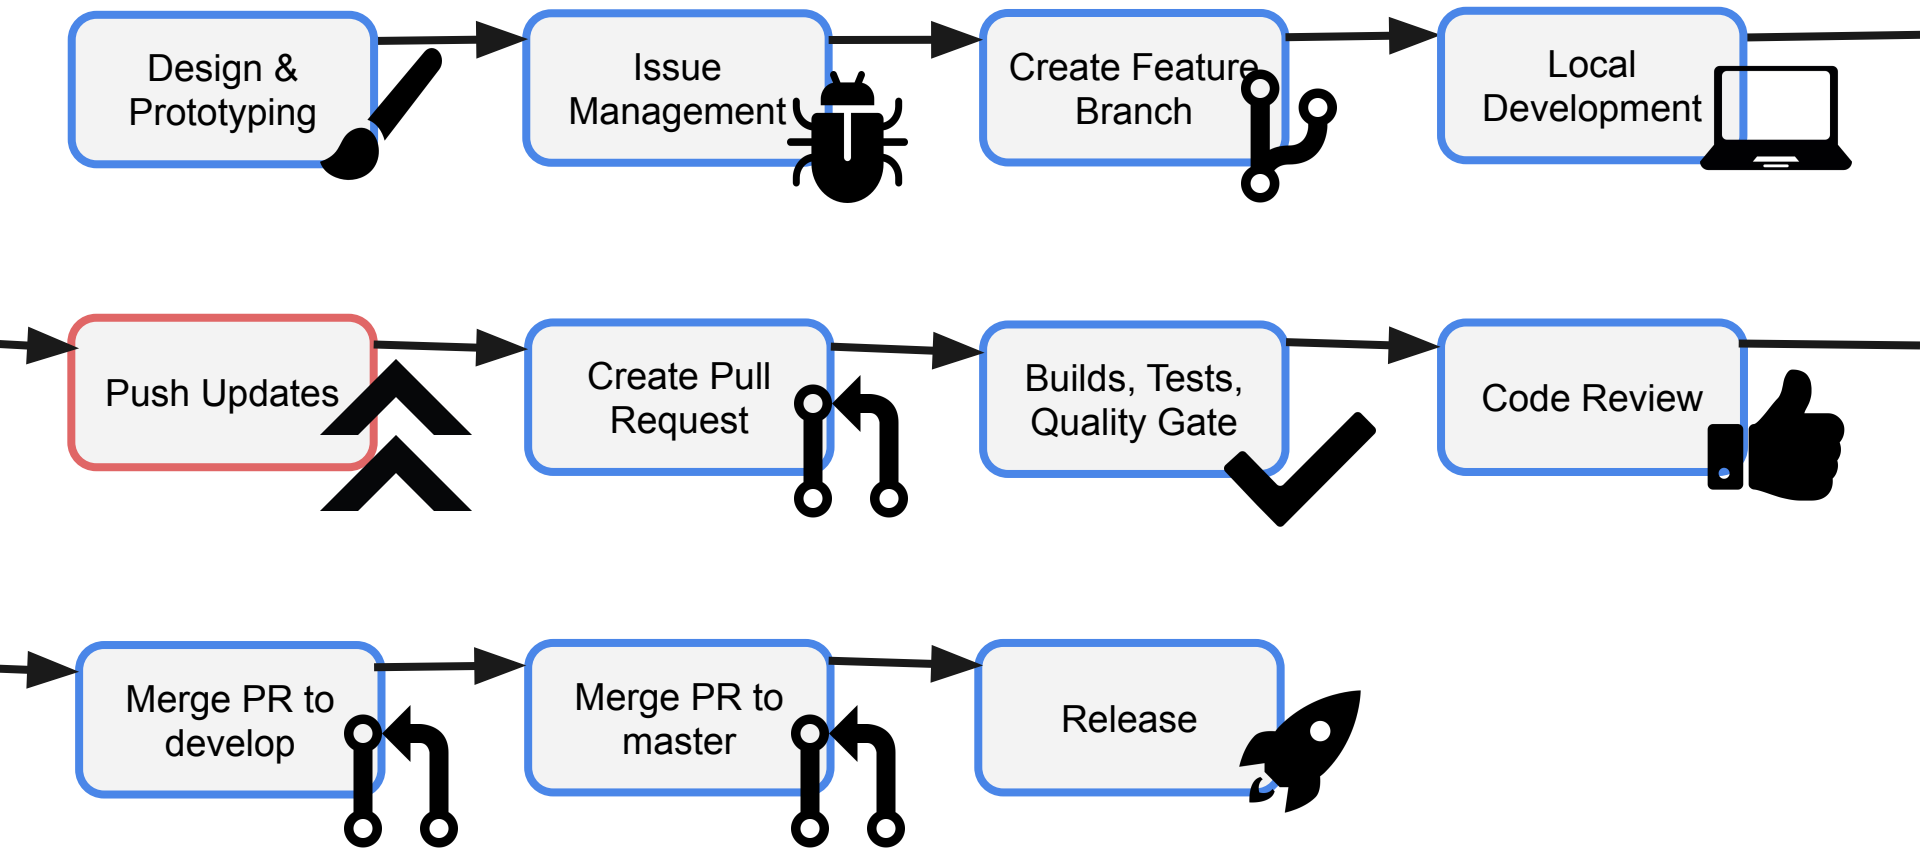 Design &
Prototyping
Issue
Management
Create Feature
Branch
Local
Development
Push Updates
Create Pull
Request
Builds, Tests,
Quality Gate
Code Review
Merge PR to
develop
Merge PR to
master
Release